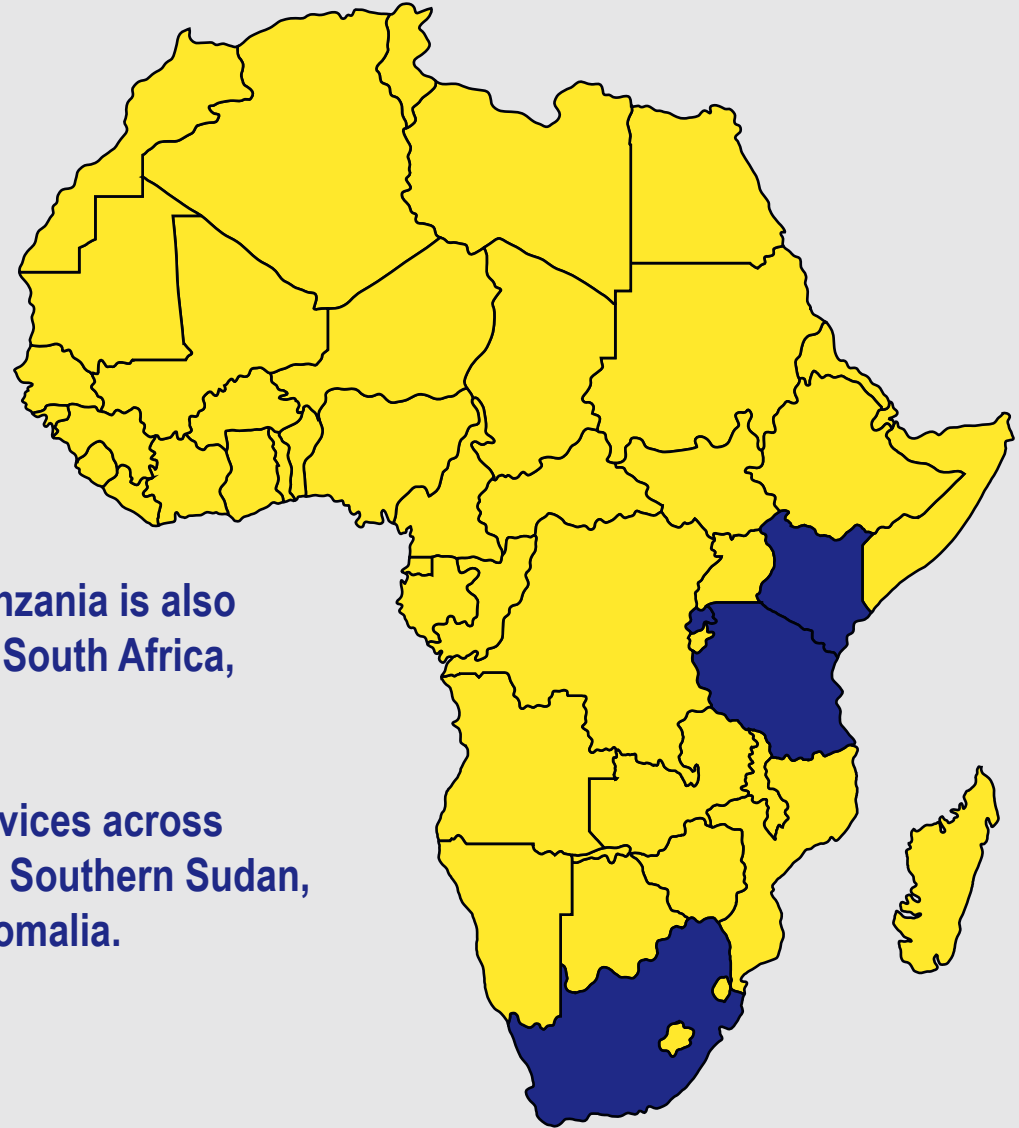 nzania is also
South Africa,
vices across
Southern Sudan,
omalia.